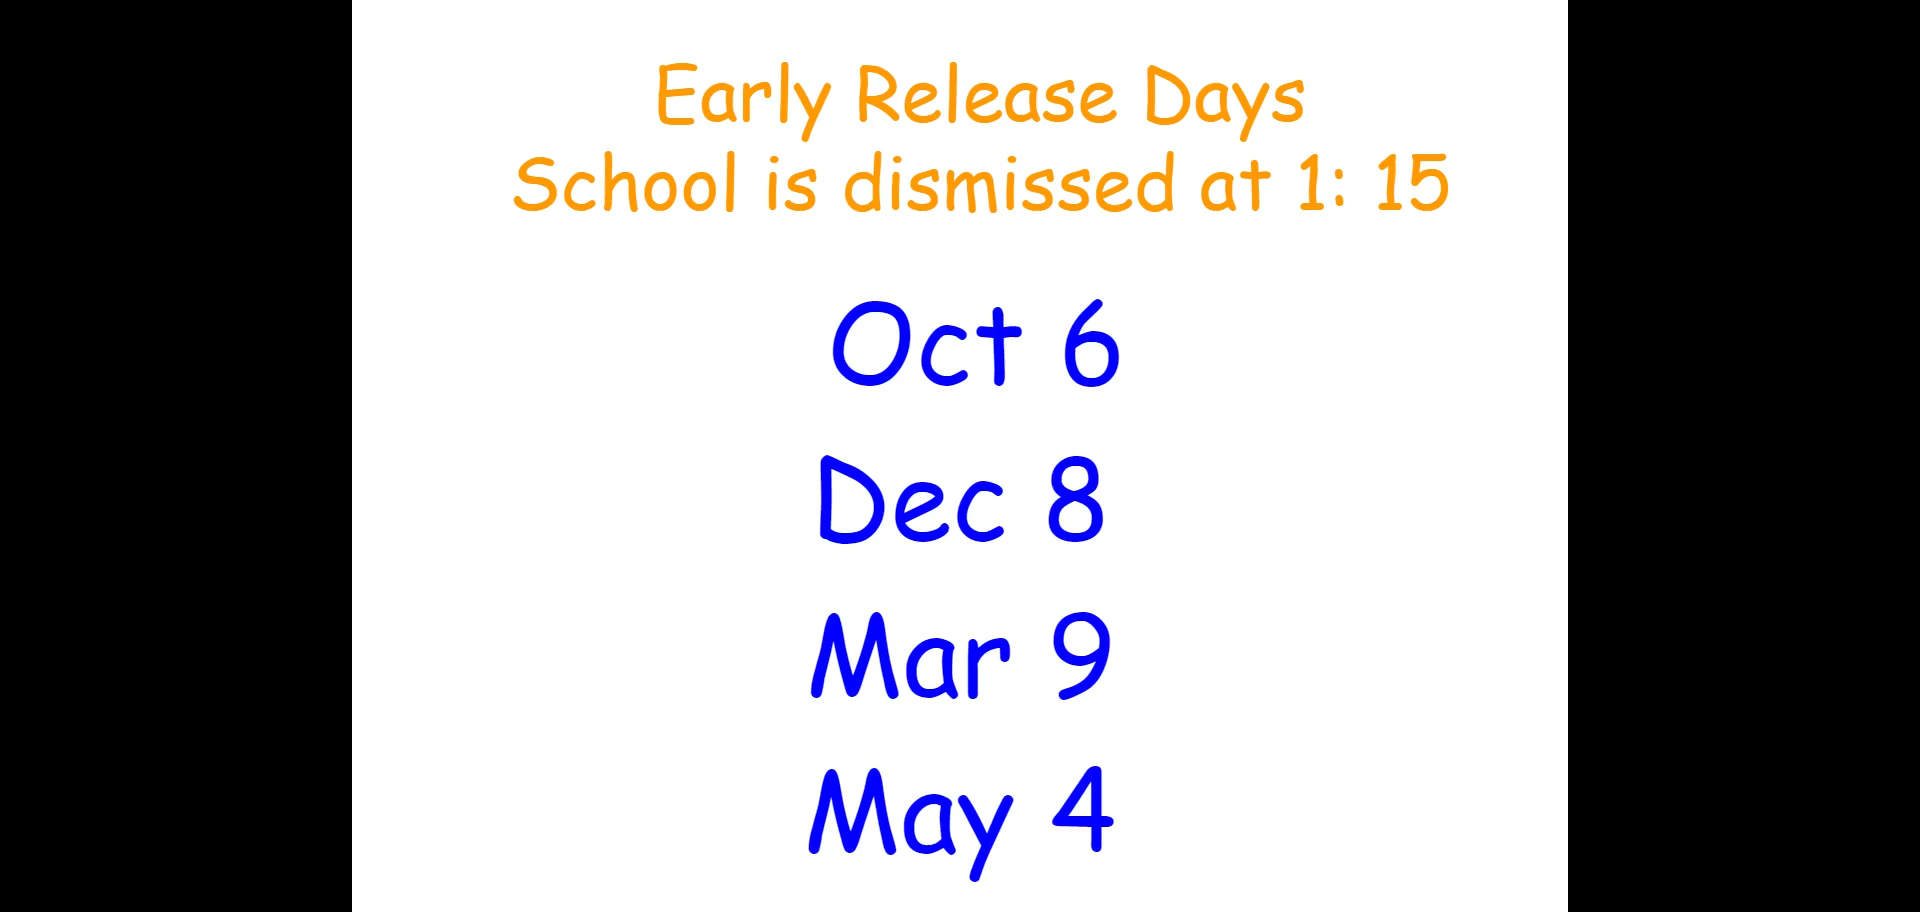 Early Release Days
School is dismissed at 1: 15
Oct 6
Dec 8
Mar 9
May 4